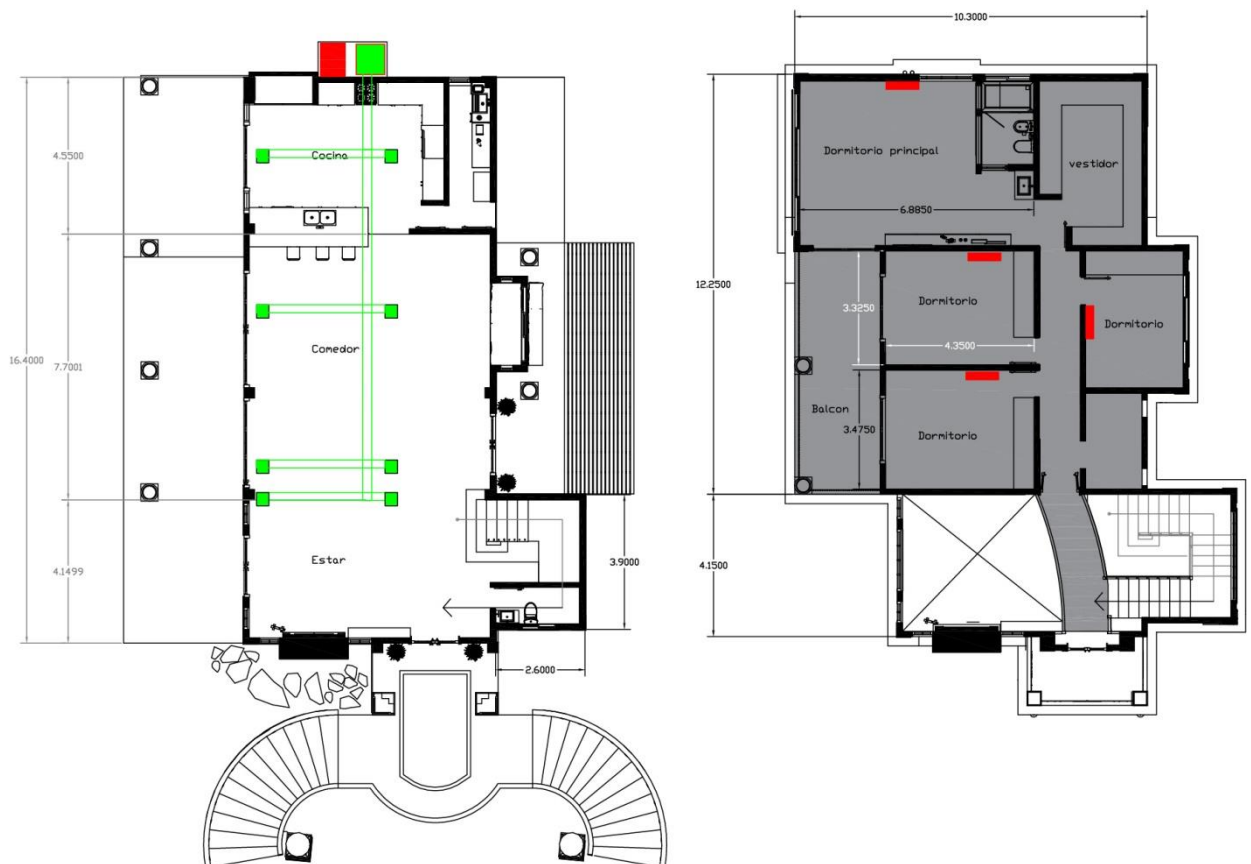 4.5500
16.4000
7.7001
4.1499
Cocina
Comedor
Estar
3.9000
2.6000
10.3000
12.2500
4.1500
Dormitorio principal
vestidor
6.8850
Dormitorio
3.3250
4.3500
Dormitorio
Balcon
3.4750
Dormitorio